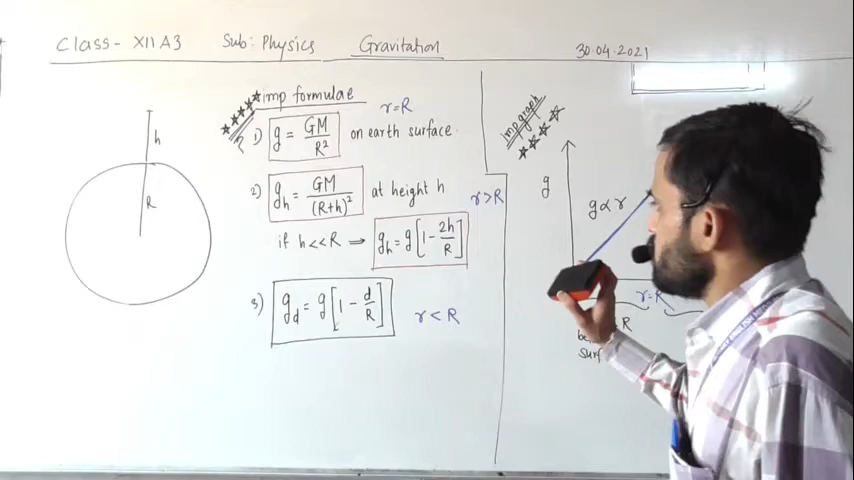 Class- XII A3 Sub: Physics Gravitation 30.04.2021
imp formulae
r=R
1) g = GM/R² on earth surface.
2) g_h = GM/(R+h)² at height h
r>R
if h<<R ⟹ g_h = g[1 - 2h/R]
3) g_d = g[1 - d/R]
r<R
h
R
Imp graph
g
g∝r
r=R
R